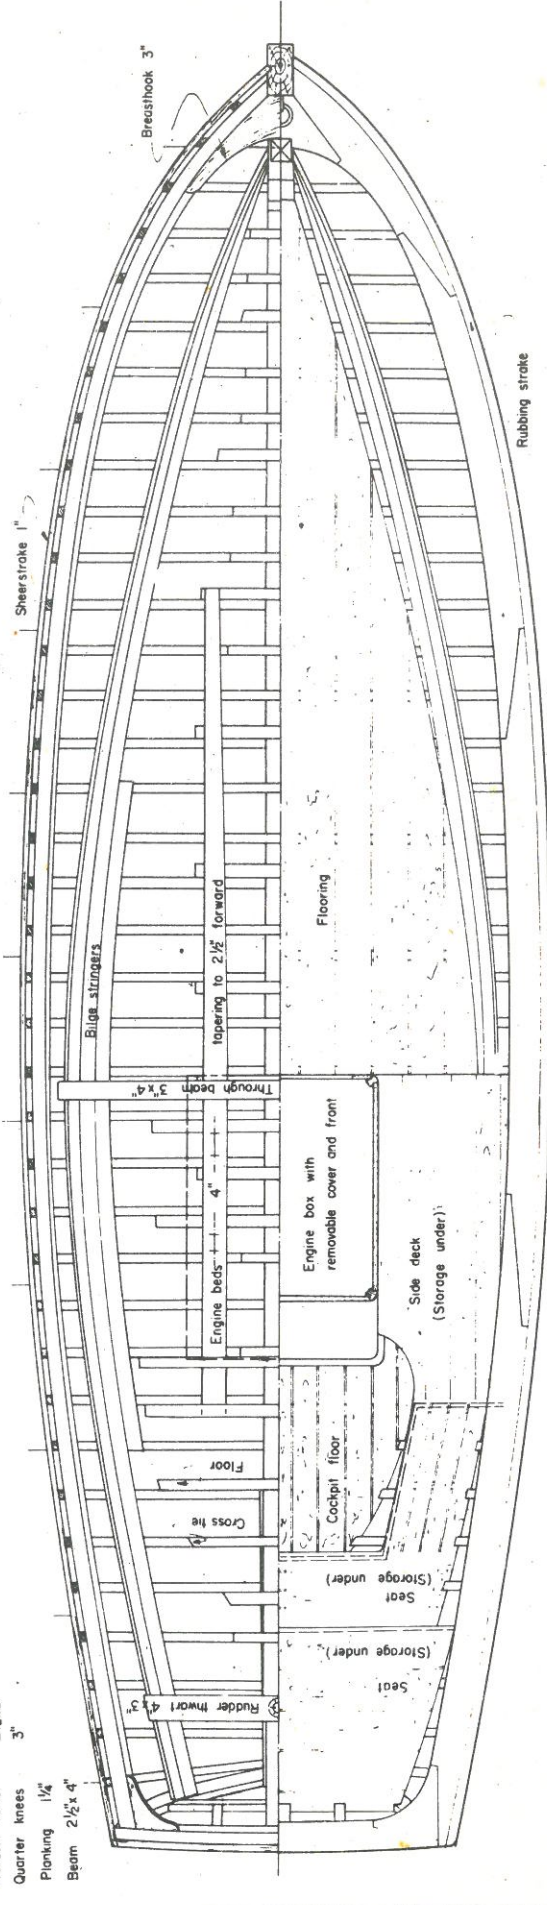 Breasthook 3"
Sheerstrake 1"
Rubbing strake
Bilge stringers
tapering to 2½" forward
Flooring
Through beam 3"x4"
Engine beds
4"
Engine box with
removable cover and front
Side deck
(Storage under)
Floor
Cross tie
Cockpit floor
Seat
(Storage under)
Seat
(Storage under)
Rudder thwart 4"x3"
Quarter knees 3"
Planking 1¼"
Beam 2½"x 4"